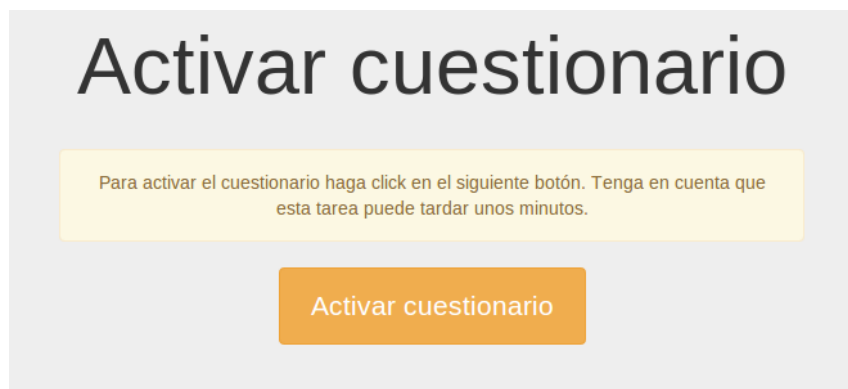 Activar cuestionario
Para activar el cuestionario haga click en el siguiente botón. Tenga en cuenta que
esta tarea puede tardar unos minutos.
Activar cuestionario